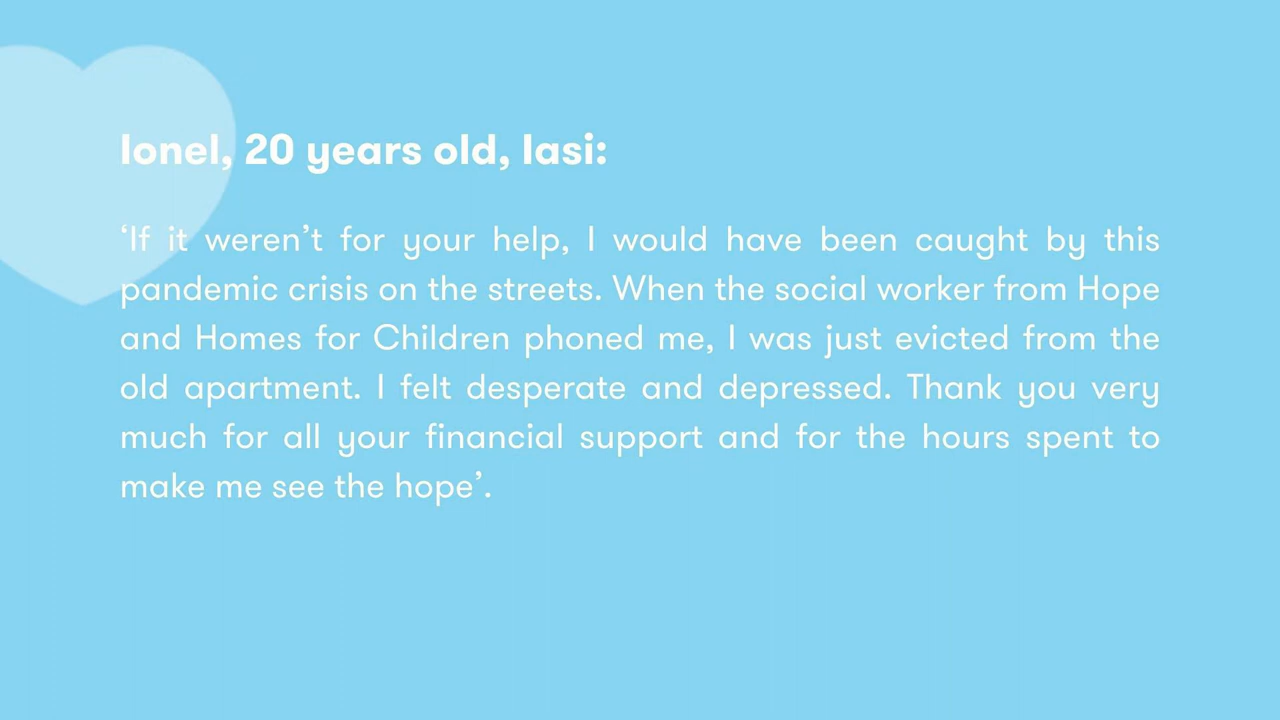 Ionel, 20 years old, Iasi:
‘If it weren’t for your help, I would have been caught by this
pandemic crisis on the streets. When the social worker from Hope
and Homes for Children phoned me, I was just evicted from the
old apartment. I felt desperate and depressed. Thank you very
much for all your financial support and for the hours spent to
make me see the hope’.